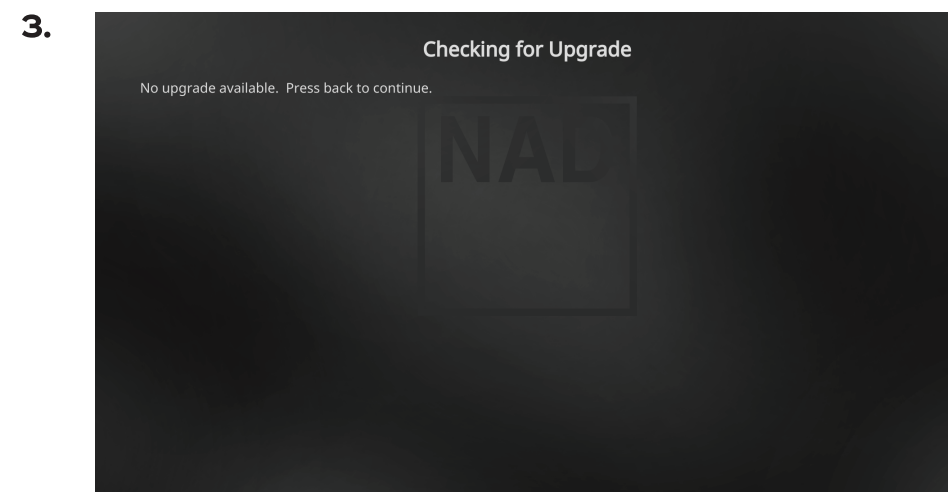 3.
Checking for Upgrade
No upgrade available.  Press back to continue.
NAD